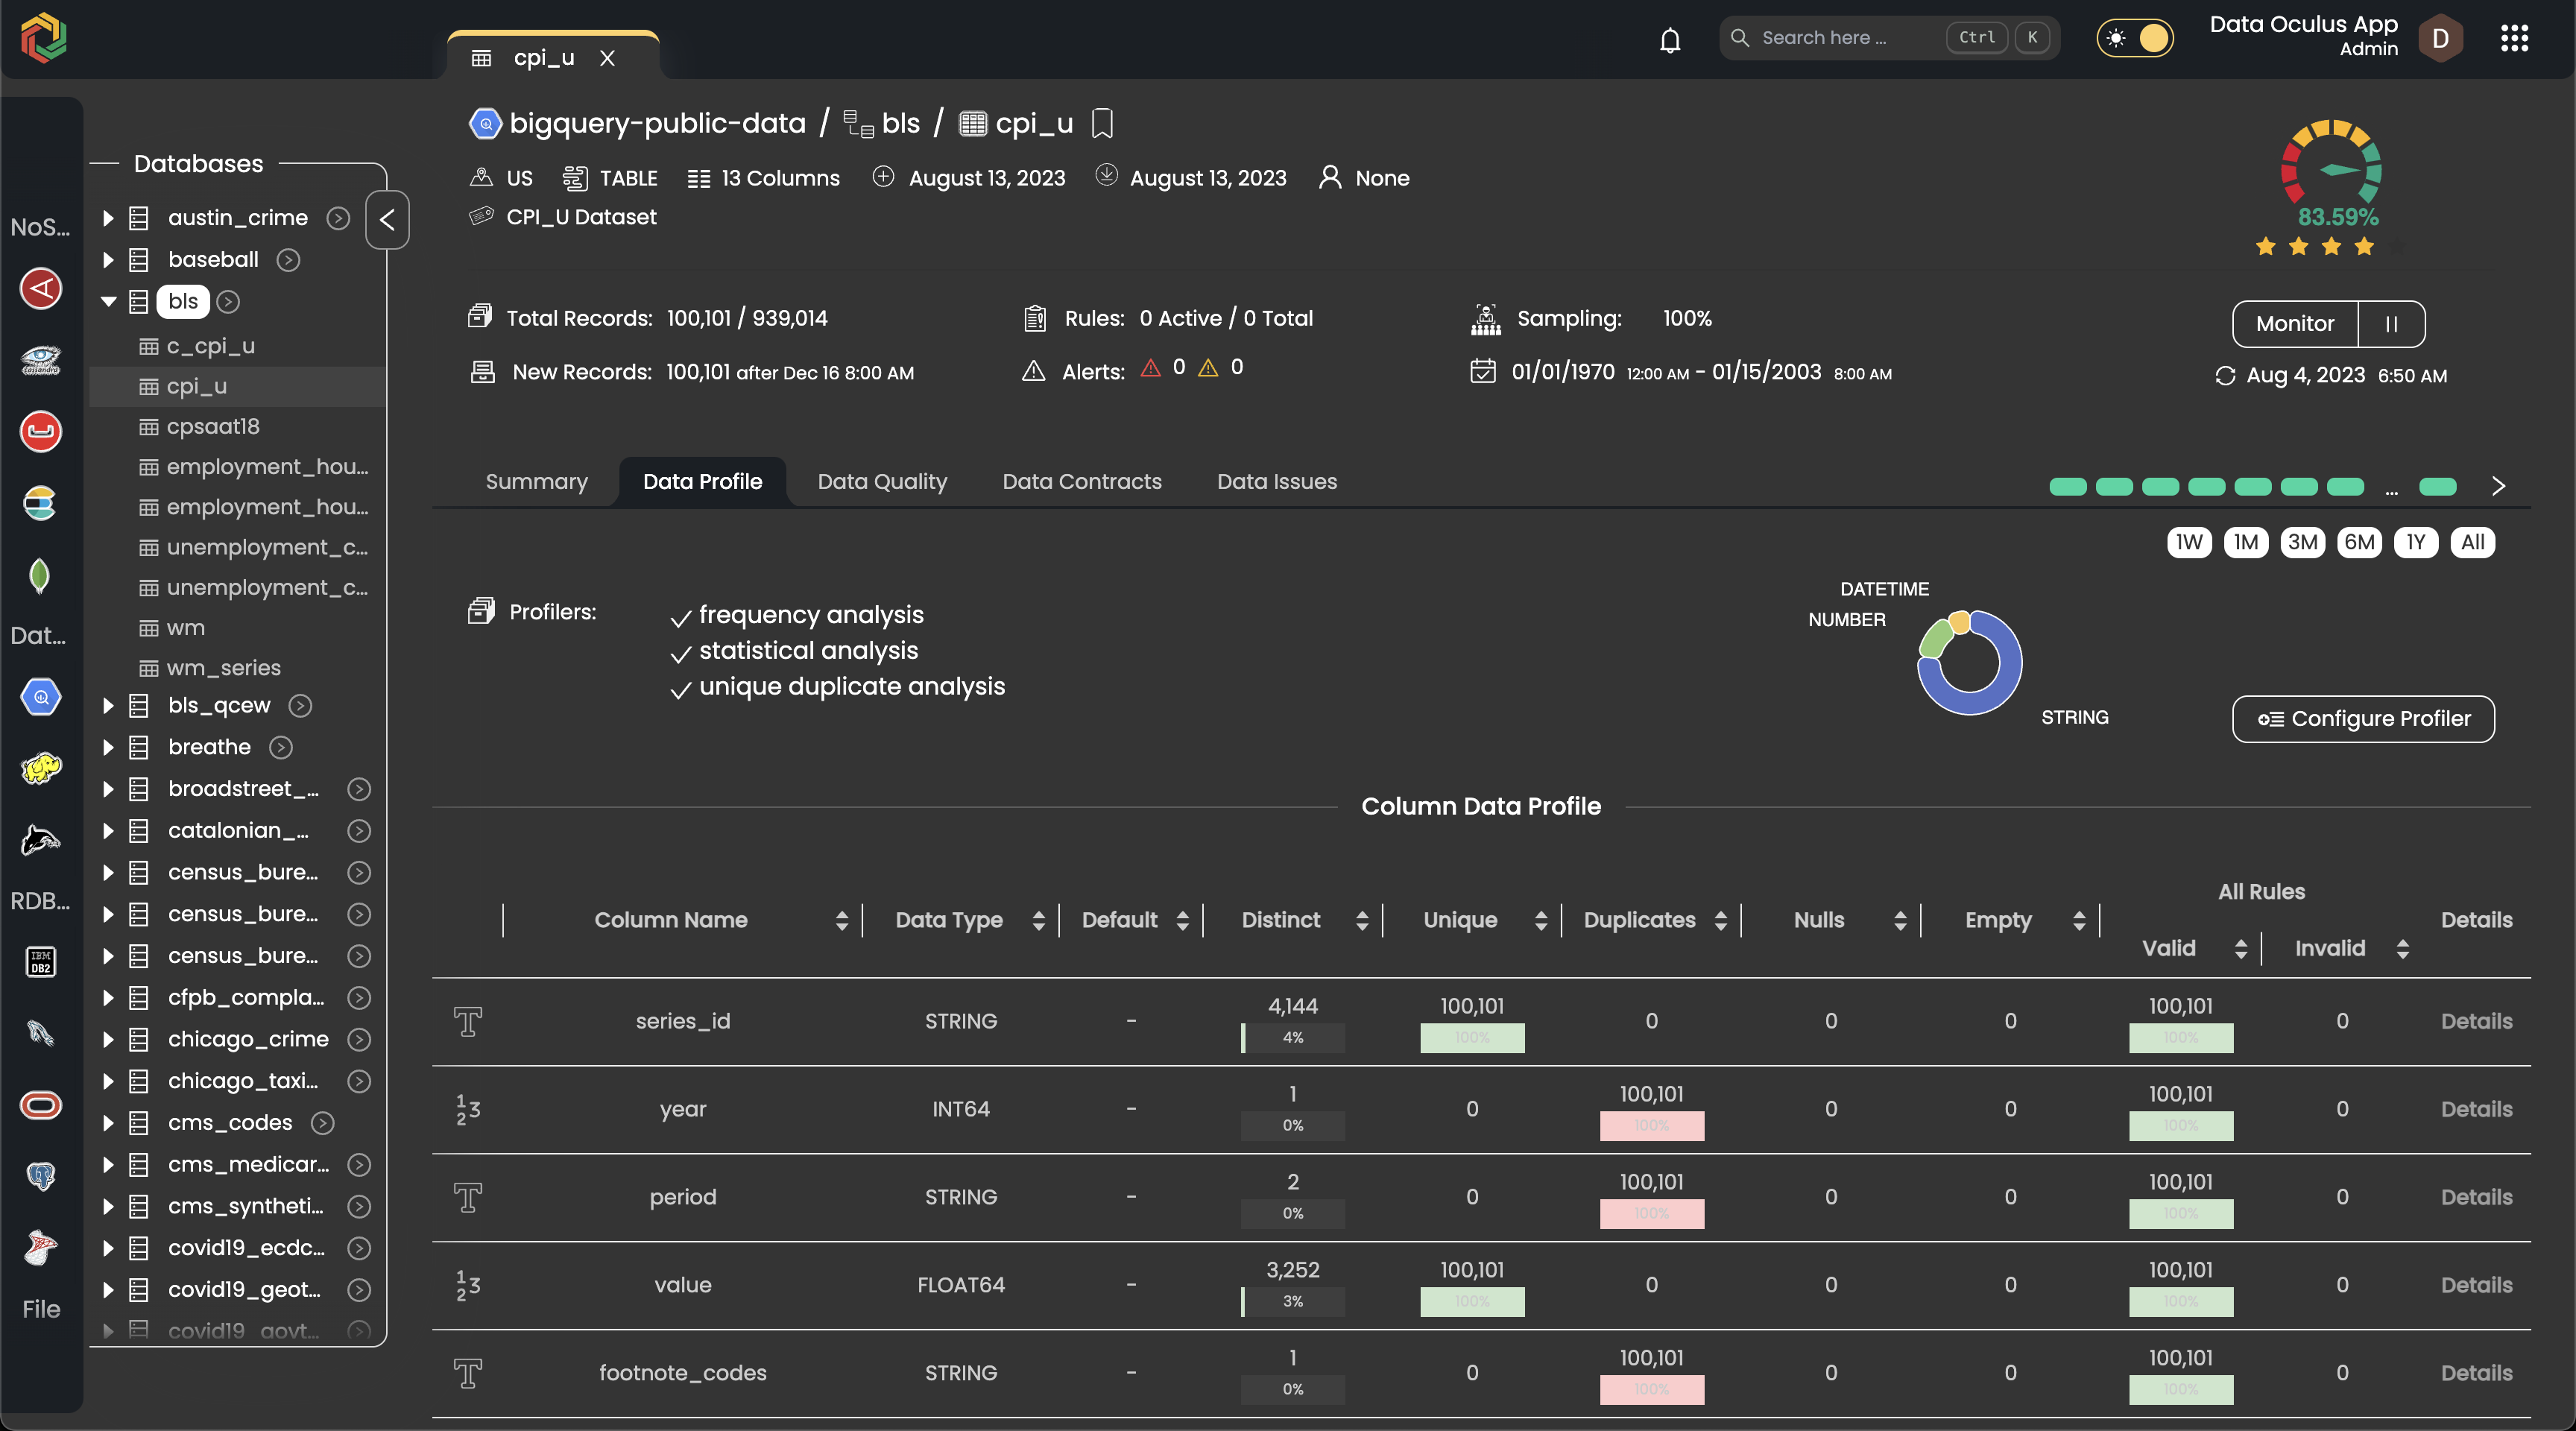 cpi_u X
Search here ... Ctrl K
Data Oculus App
Admin
D
NoS...
Dat...
IBM
DB2
RDB...
File
Databases
austin_crime
baseball
bls
c_cpi_u
cpi_u
cpsaat18
employment_hou...
employment_hou...
unemployment_c...
unemployment_c...
wm
wm_series
bls_qcew
breathe
broadstreet_...
catalonian_...
census_bure...
census_bure...
census_bure...
cfpb_compla...
chicago_crime
chicago_taxi...
cms_codes
cms_medicar...
cms_syntheti...
covid19_ecdc...
covid19_geot...
covid19_govt...
bigquery-public-data / bls / cpi_u
US TABLE 13 Columns August 13, 2023 August 13, 2023 None
CPI_U Dataset
83.59%
Total Records: 100,101 / 939,014 Rules: 0 Active / 0 Total Sampling: 100%
Monitor
New Records: 100,101 after Dec 16 8:00 AM Alerts: 0 0 01/01/1970 12:00 AM - 01/15/2003 8:00 AM
Aug 4, 2023 6:50 AM
Summary Data Profile Data Quality Data Contracts Data Issues ...
1W 1M 3M 6M 1Y All
Profilers:
frequency analysis
statistical analysis
unique duplicate analysis
DATETIME
NUMBER
STRING
Configure Profiler
Column Data Profile
All Rules
Column Name Data Type Default Distinct Unique Duplicates Nulls Empty Valid Invalid Details
series_id STRING - 4,144 4% 100,101 100% 0 0 0 100,101 100% 0 Details
year INT64 - 1 0% 0 100,101 100% 0 0 100,101 100% 0 Details
period STRING - 2 0% 0 100,101 100% 0 0 100,101 100% 0 Details
value FLOAT64 - 3,252 3% 100,101 100% 0 0 0 100,101 100% 0 Details
footnote_codes STRING - 1 0% 0 100,101 100% 0 0 100,101 100% 0 Details